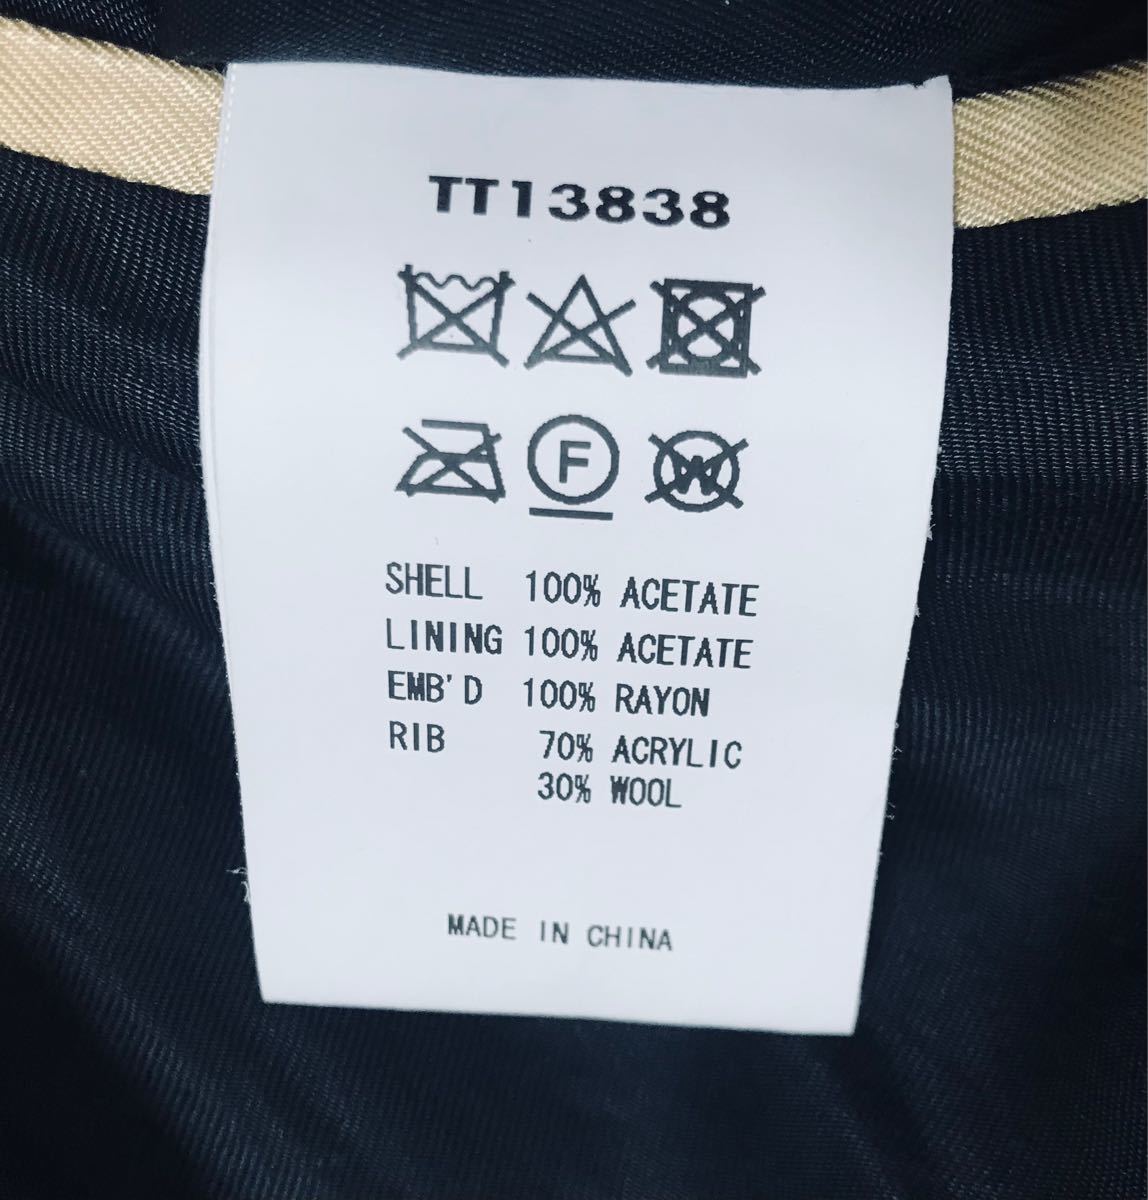 TT13838
F W
SHELL 100% ACETATE
LINING 100% ACETATE
EMB'D 100% RAYON
RIB 70% ACRYLIC
30% WOOL
MADE IN CHINA